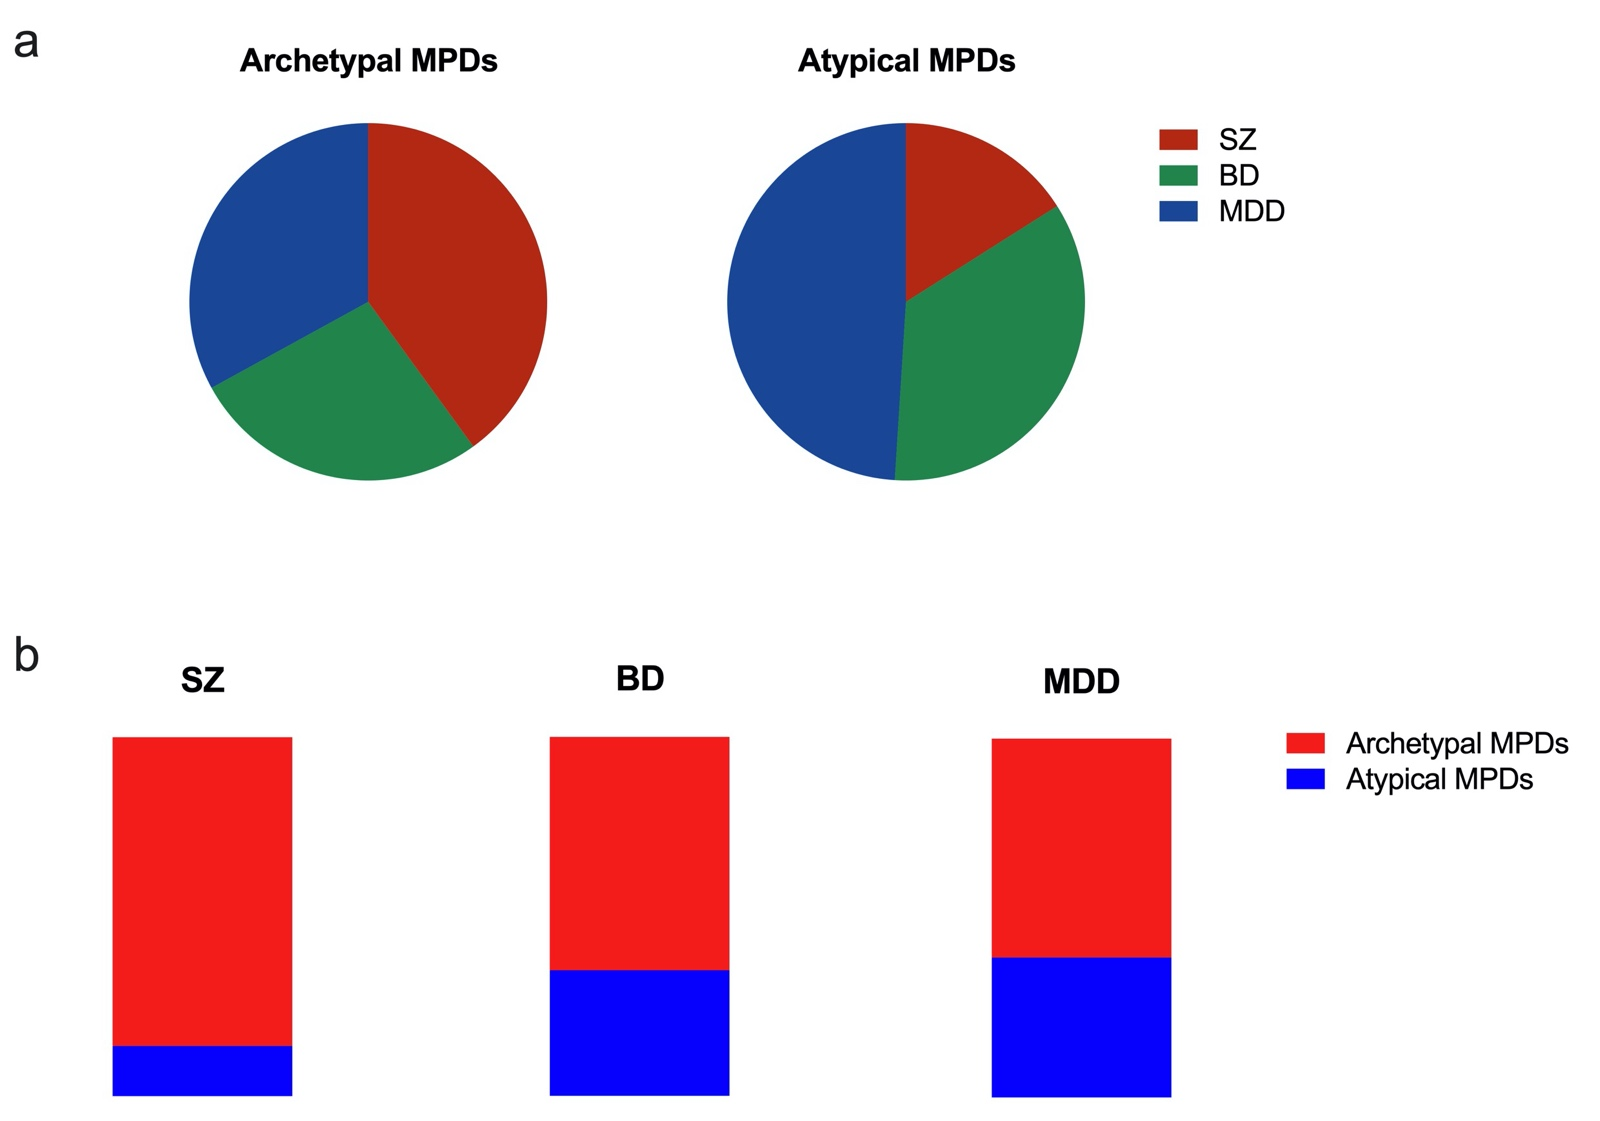 a
Archetypal MPDs
Atypical MPDs
SZ
BD
MDD
b
SZ
BD
MDD
Archetypal MPDs
Atypical MPDs